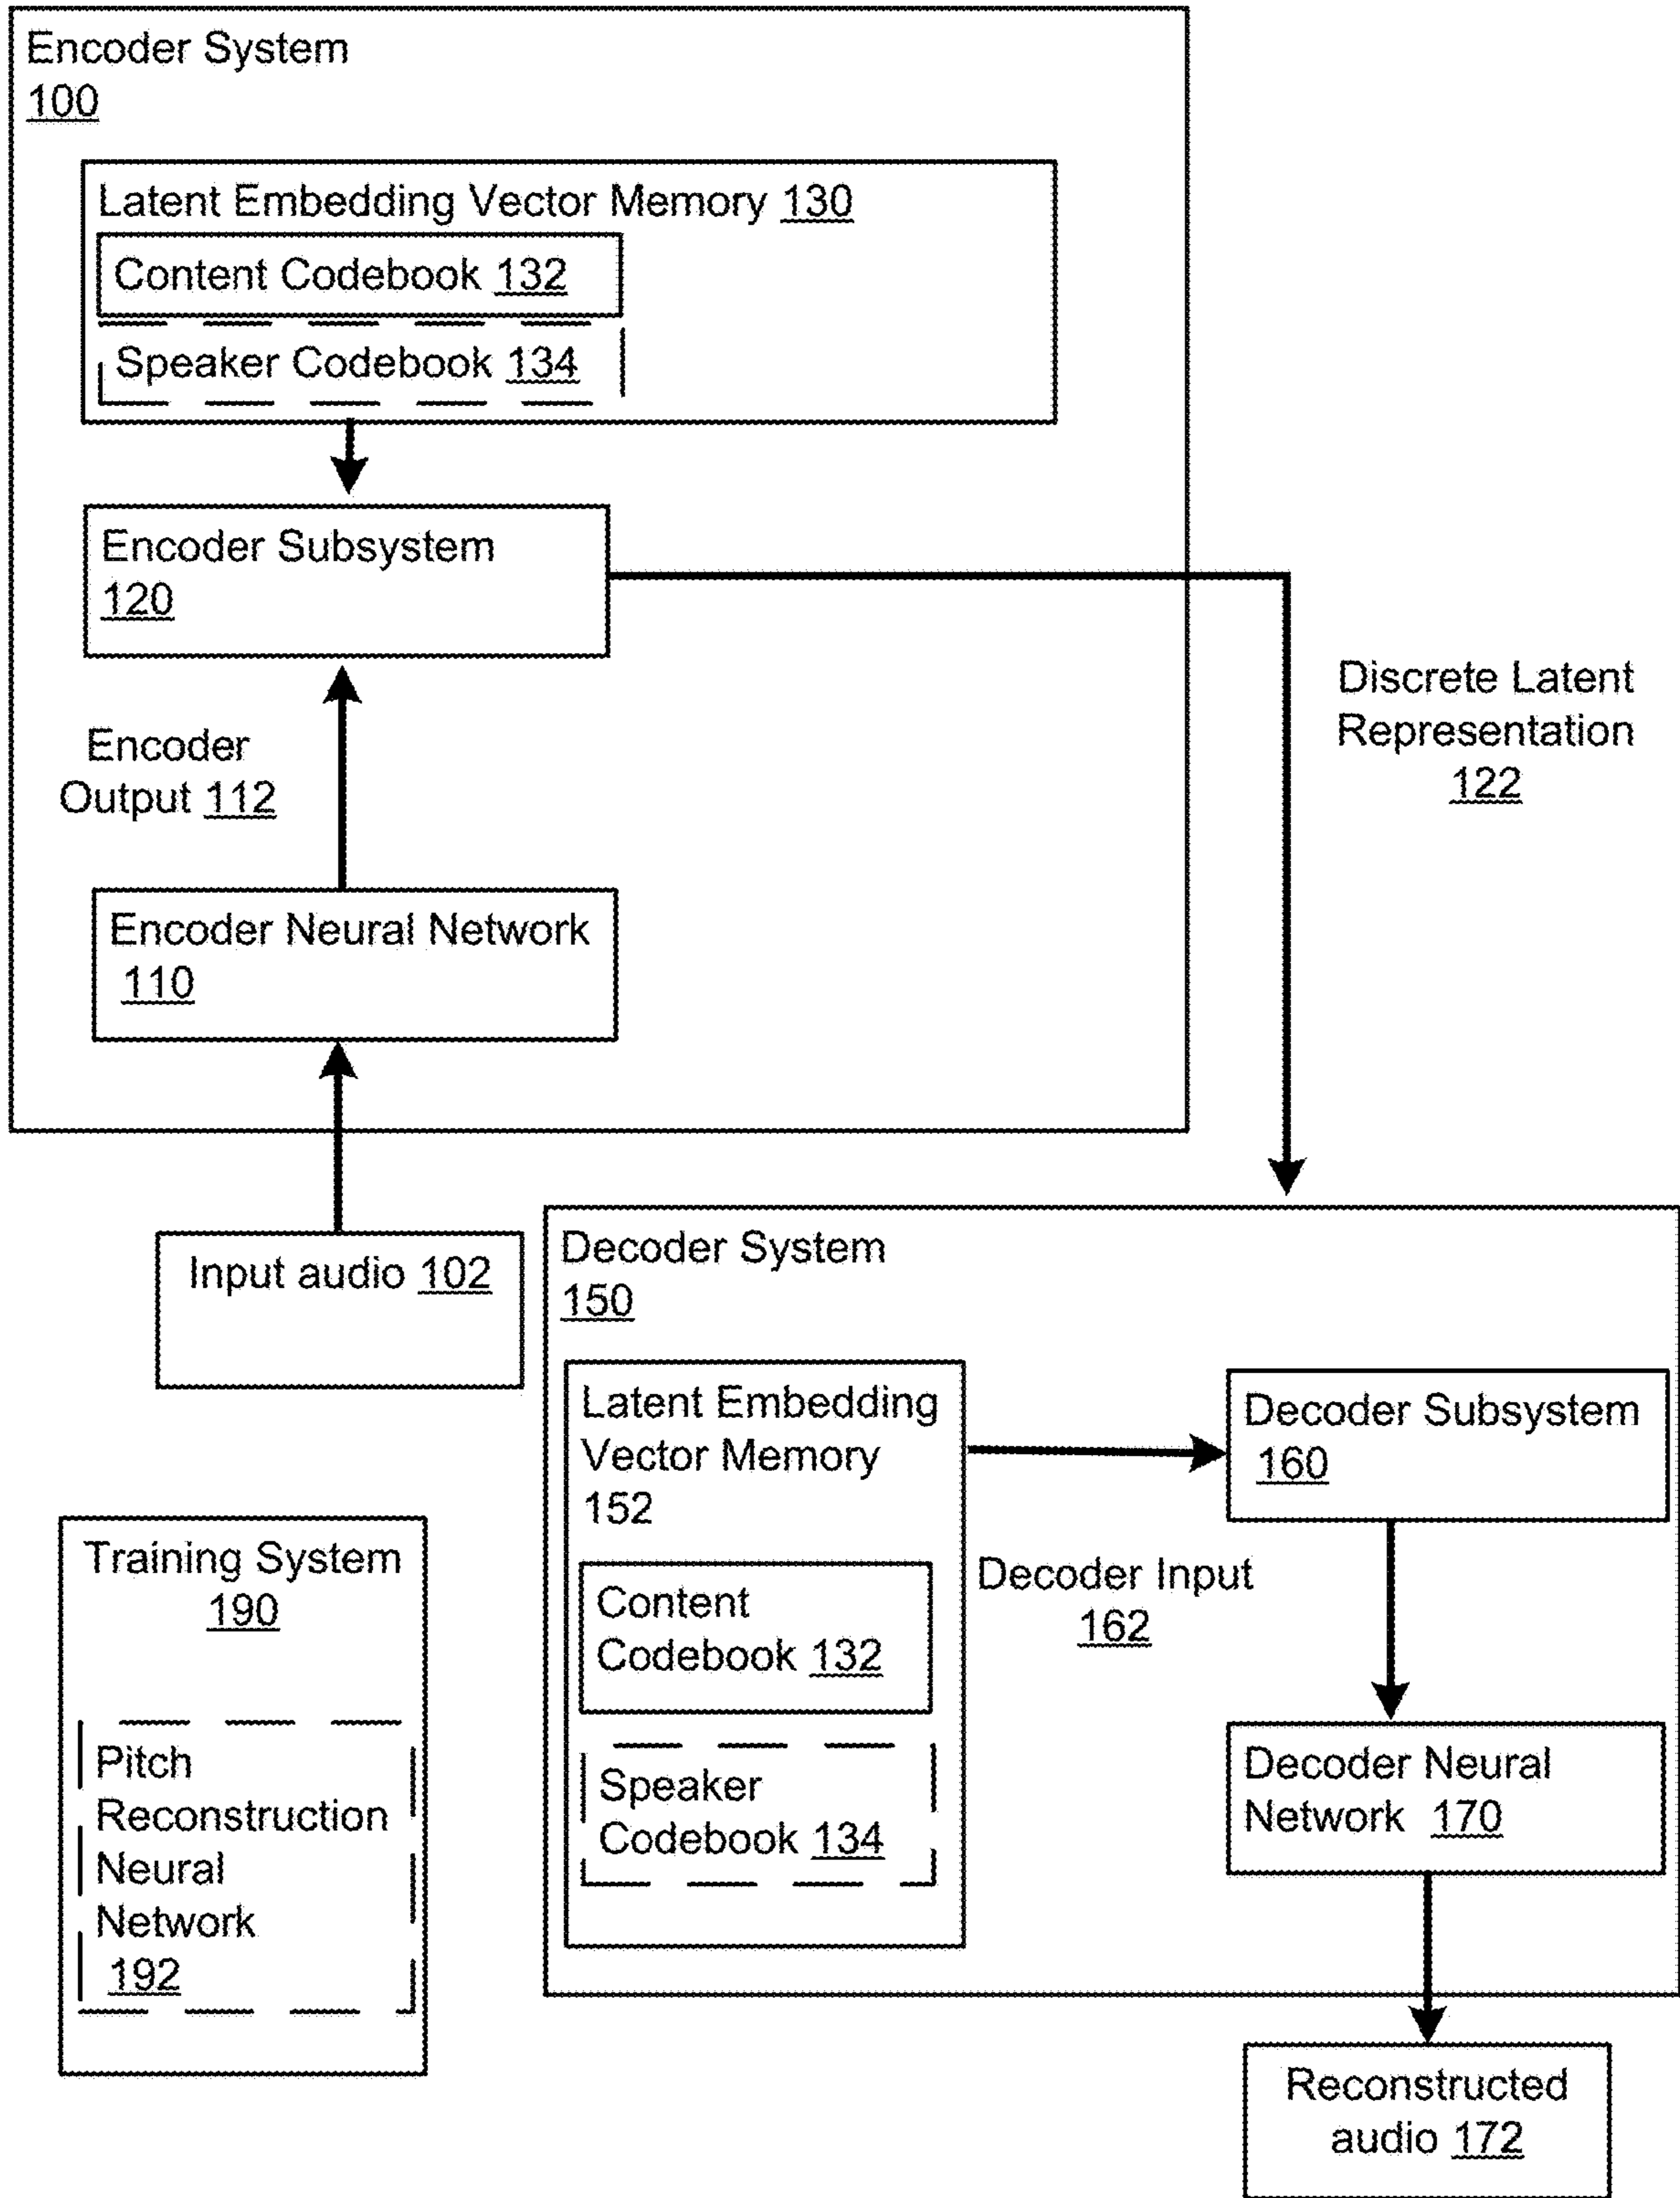 Encoder System
100
Latent Embedding Vector Memory 130
Content Codebook 132
Speaker Codebook 134
Encoder Subsystem
120
Discrete Latent
Representation
122
Encoder
Output 112
Encoder Neural Network
110
Input audio 102
Decoder System
150
Latent Embedding
Vector Memory
152
Content
Codebook 132
Speaker
Codebook 134
Decoder Subsystem
160
Decoder Input
162
Decoder Neural
Network 170
Reconstructed
audio 172
Training System
190
Pitch
Reconstruction
Neural
Network
192